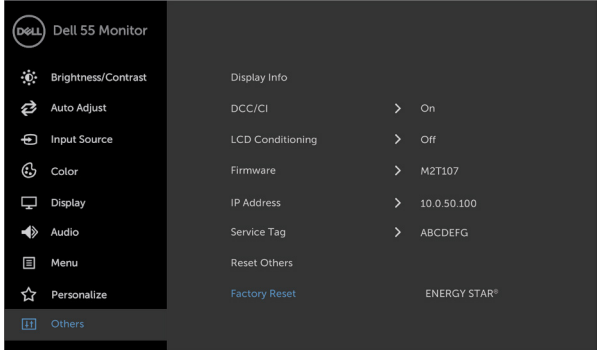 DELL Dell 55 Monitor
Brightness/Contrast Display Info
Auto Adjust DCC/CI > On
Input Source LCD Conditioning > Off
Color Firmware > M2T107
Display IP Address > 10.0.50.100
Audio Service Tag > ABCDEFG
Menu Reset Others
Personalize Factory Reset ENERGY STAR®
Others